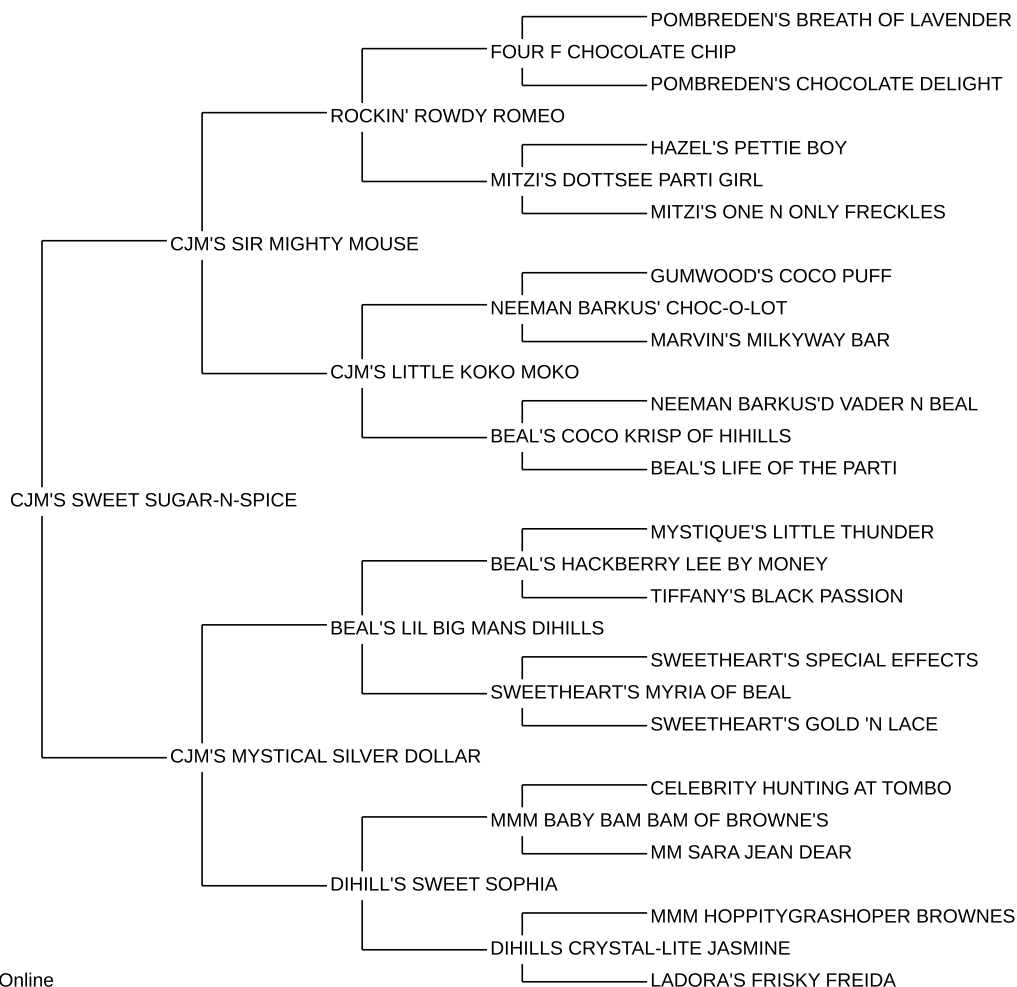 POMBREDEN'S BREATH OF LAVENDER
FOUR F CHOCOLATE CHIP
POMBREDEN'S CHOCOLATE DELIGHT
ROCKIN' ROWDY ROMEO
HAZEL'S PETTIE BOY
MITZI'S DOTTSEE PARTI GIRL
MITZI'S ONE N ONLY FRECKLES
CJM'S SIR MIGHTY MOUSE
GUMWOOD'S COCO PUFF
NEEMAN BARKUS' CHOC-O-LOT
MARVIN'S MILKYWAY BAR
CJM'S LITTLE KOKO MOKO
NEEMAN BARKUS'D VADER N BEAL
BEAL'S COCO KRISP OF HIHILLS
BEAL'S LIFE OF THE PARTI
CJM'S SWEET SUGAR-N-SPICE
MYSTIQUE'S LITTLE THUNDER
BEAL'S HACKBERRY LEE BY MONEY
TIFFANY'S BLACK PASSION
BEAL'S LIL BIG MANS DIHILLS
SWEETHEART'S SPECIAL EFFECTS
SWEETHEART'S MYRIA OF BEAL
SWEETHEART'S GOLD 'N LACE
CJM'S MYSTICAL SILVER DOLLAR
CELEBRITY HUNTING AT TOMBO
MMM BABY BAM BAM OF BROWNE'S
MM SARA JEAN DEAR
DIHILL'S SWEET SOPHIA
MMM HOPPITYGRASHOPER BROWNES
DIHILLS CRYSTAL-LITE JASMINE
LADORA'S FRISKY FREIDA
Online